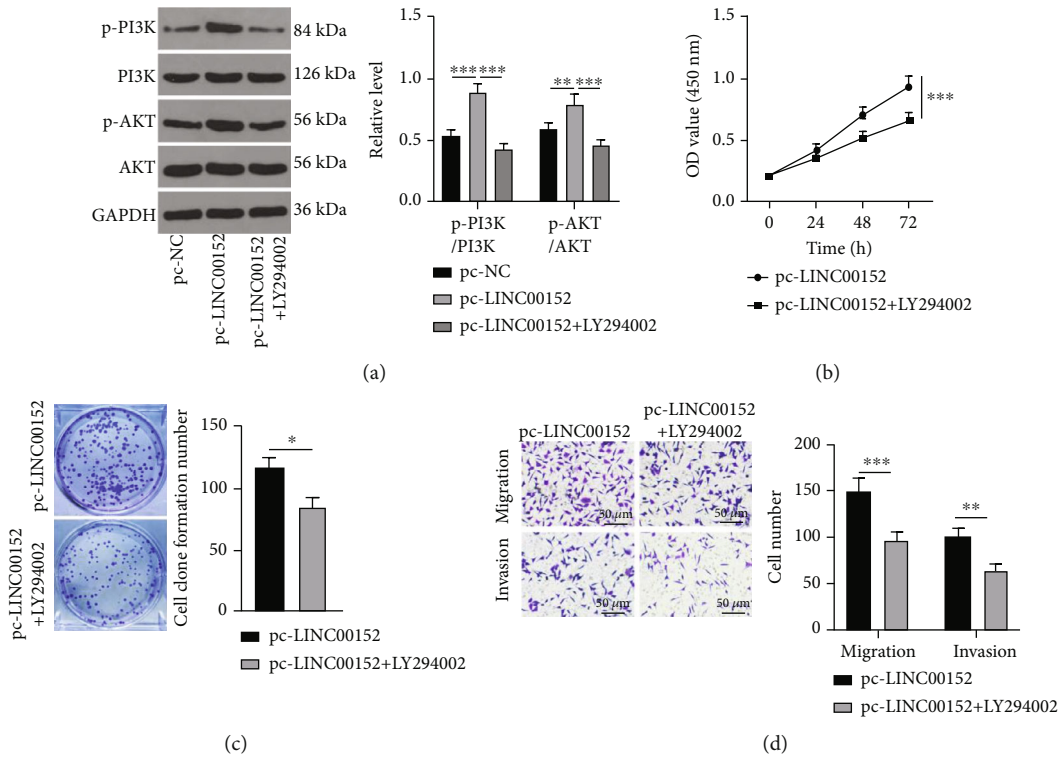 p-PI3K
84 kDa
PI3K
126 kDa
p-AKT
56 kDa
AKT
56 kDa
GAPDH
36 kDa
pc-NC
pc-LINC00152
pc-LINC00152
+LY294002
Relative level
1.5
1.0
0.5
0.0
*** ***
** ***
p-PI3K
/PI3K
p-AKT
/AKT
pc-NC
pc-LINC00152
pc-LINC00152+LY294002
(a)
OD value (450 nm)
1.5
1.0
0.5
0.0
***
0 24 48 72
Time (h)
pc-LINC00152
pc-LINC00152+LY294002
(b)
pc-LINC00152
pc-LINC00152
+LY294002
Cell clone formation number
150
100
50
0
*
pc-LINC00152
pc-LINC00152+LY294002
(c)
pc-LINC00152
pc-LINC00152
+LY294002
Migration
Invasion
50 μm
50 μm
50 μm
50 μm
Cell number
200
150
100
50
0
***
**
Migration Invasion
pc-LINC00152
pc-LINC00152+LY294002
(d)